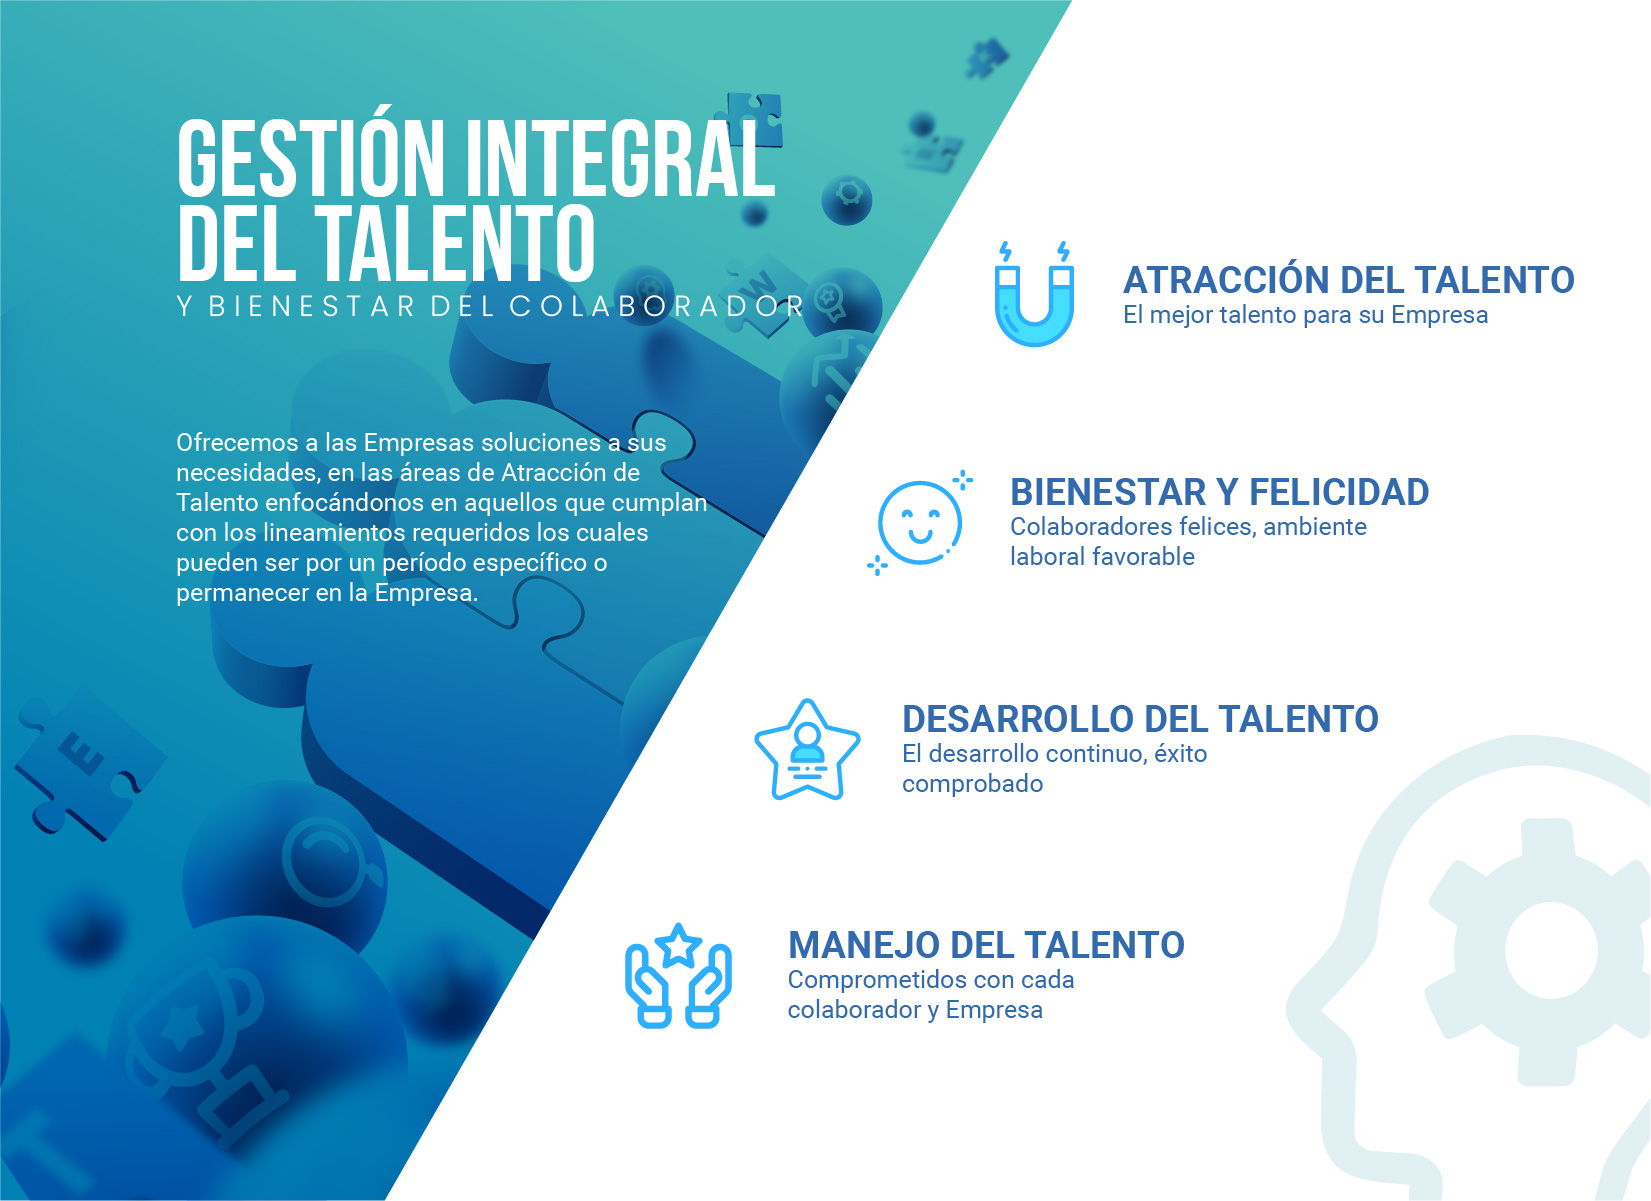 GESTIÓN INTEGRAL
DEL TALENTO
Y BIENESTAR DEL COLABORADOR
Ofrecemos a las Empresas soluciones a sus
necesidades, en las áreas de Atracción de
Talento enfocándonos en aquellos que cumplan
con los lineamientos requeridos los cuales
pueden ser por un período específico o
permanecer en la Empresa.
W
E
T
ATRACCIÓN DEL TALENTO
El mejor talento para su Empresa
BIENESTAR Y FELICIDAD
Colaboradores felices, ambiente
laboral favorable
DESARROLLO DEL TALENTO
El desarrollo continuo, éxito
comprobado
MANEJO DEL TALENTO
Comprometidos con cada
colaborador y Empresa